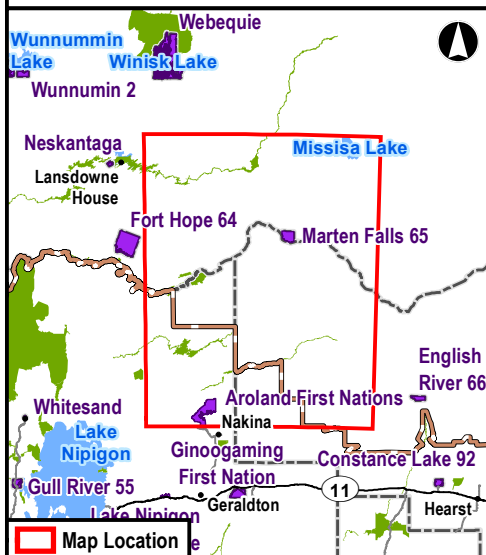 Webequie
Wunnummin
Lake
Winisk Lake
Wunnumin 2
Missisa Lake
Neskantaga
Lansdowne
House
Fort Hope 64
Marten Falls 65
English
River 66
Aroland First Nations
Whitesand
Nakina
Lake
Nipigon
Ginoogaming
First Nation
Constance Lake 92
Gull River 55
11
Lake Nipigon
Geraldton
Hearst
Map Location